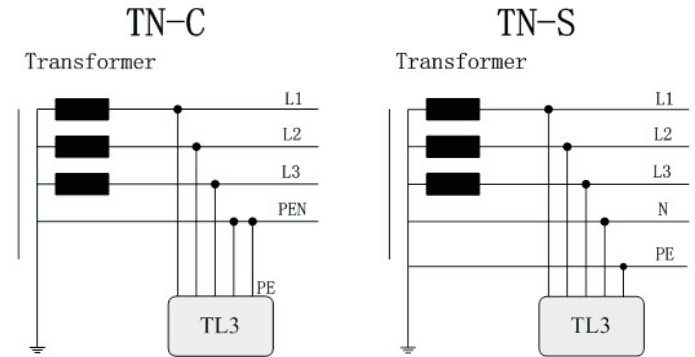 TN-C
Transformer
L1
L2
L3
PEN
PE
TL3
TN-S
Transformer
L1
L2
L3
N
PE
TL3